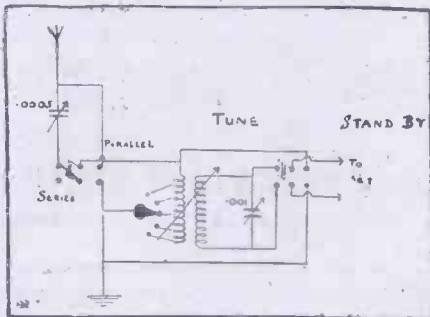 .0005
TUNE
STAND BY
PARALLEL
TO
SET
SERIES
.001